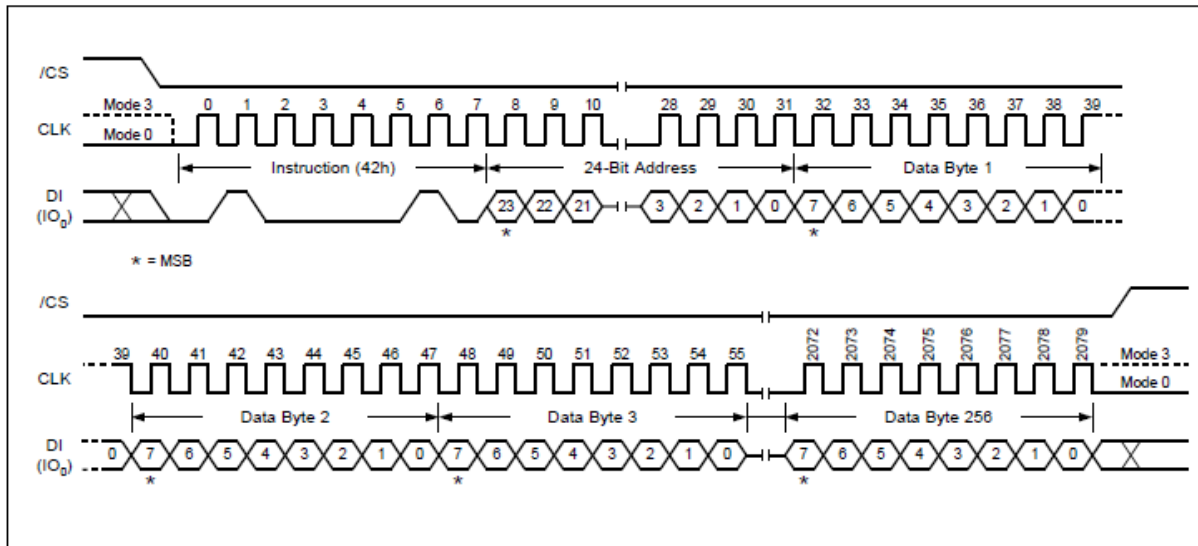 /CS
Mode 3 0 1 2 3 4 5 6 7 8 9 10 28 29 30 31 32 33 34 35 36 37 38 39
CLK
Mode 0
Instruction (42h) 24-Bit Address Data Byte 1
DI
(IO0) 23 22 21 3 2 1 0 7 6 5 4 3 2 1 0
* *
* = MSB
/CS
39 40 41 42 43 44 45 46 47 48 49 50 51 52 53 54 55 2072 2073 2074 2075 2076 2077 2078 2079
Mode 3
CLK
Mode 0
Data Byte 2 Data Byte 3 Data Byte 256
DI
(IO0) 0 7 6 5 4 3 2 1 0 7 6 5 4 3 2 1 0 7 6 5 4 3 2 1 0
* * *